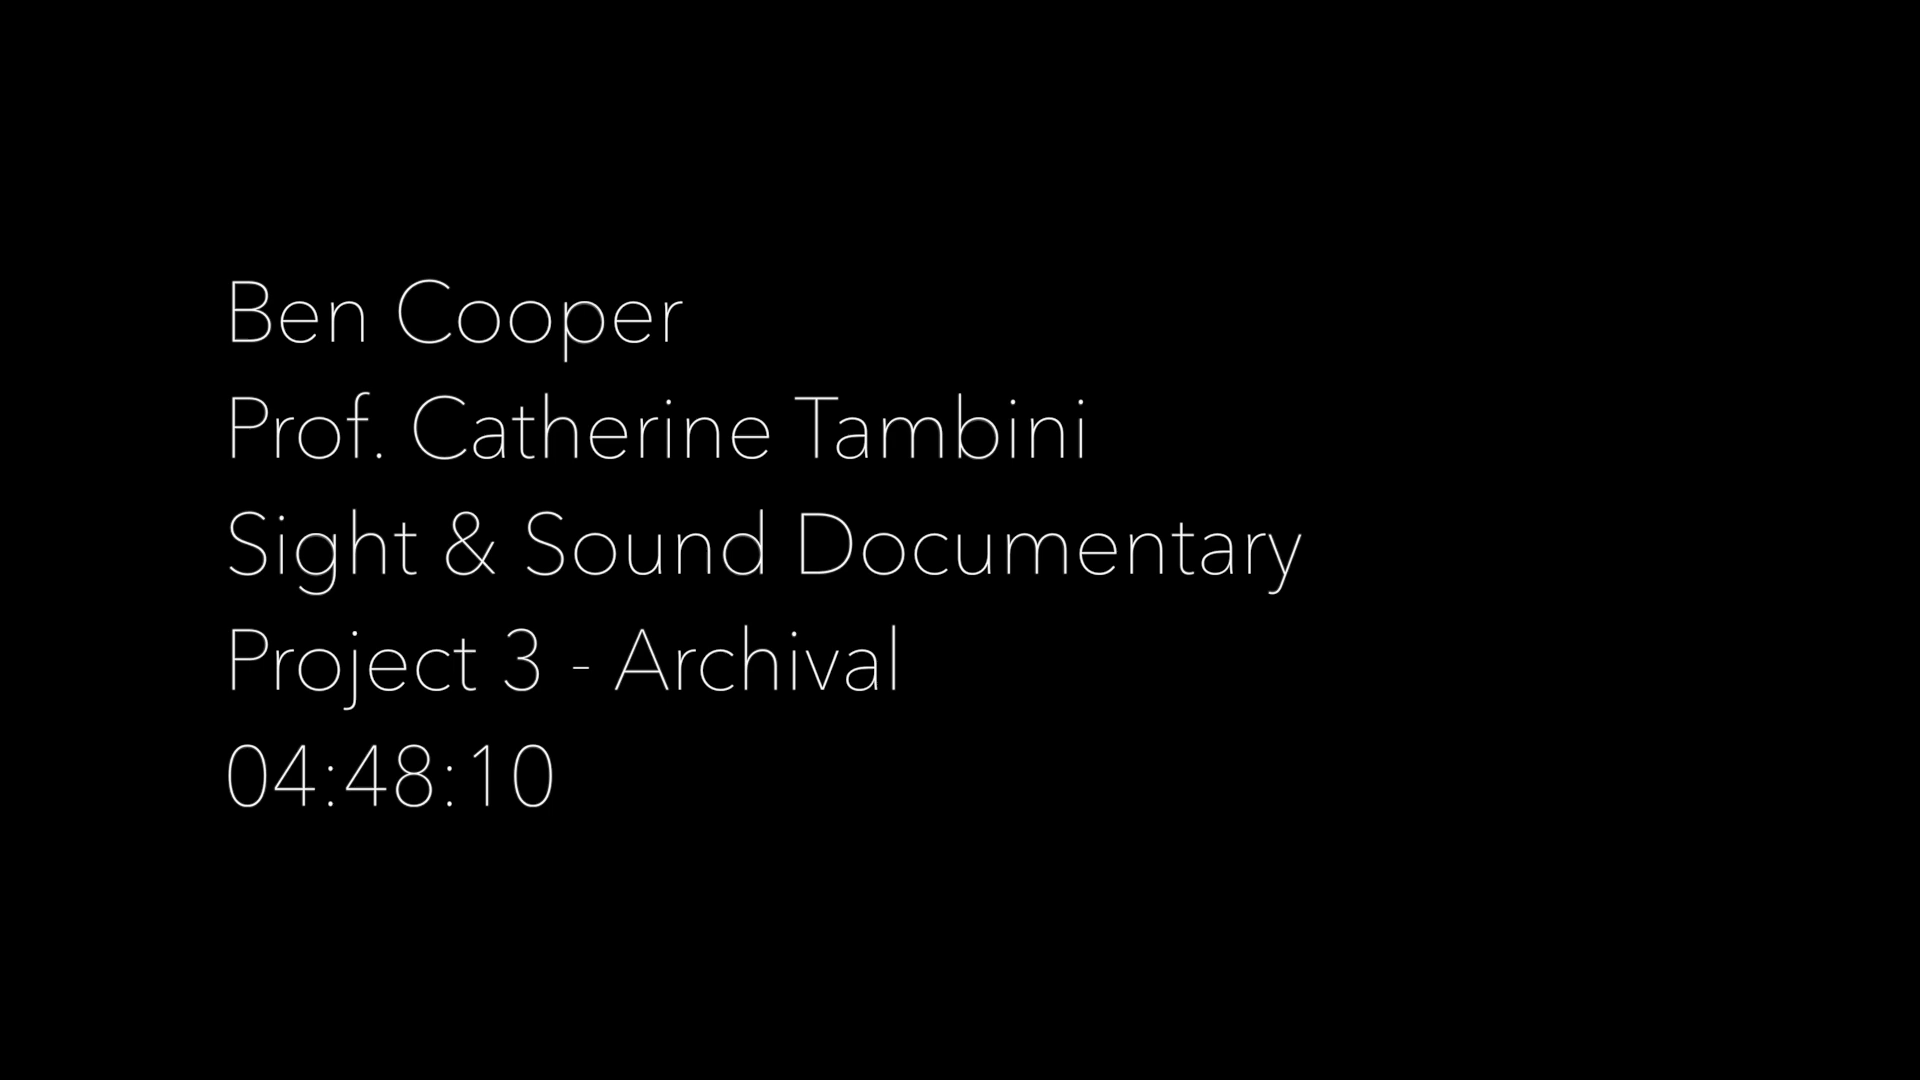 Ben Cooper
Prof. Catherine Tambini
Sight & Sound Documentary
Project 3 - Archival
04:48:10